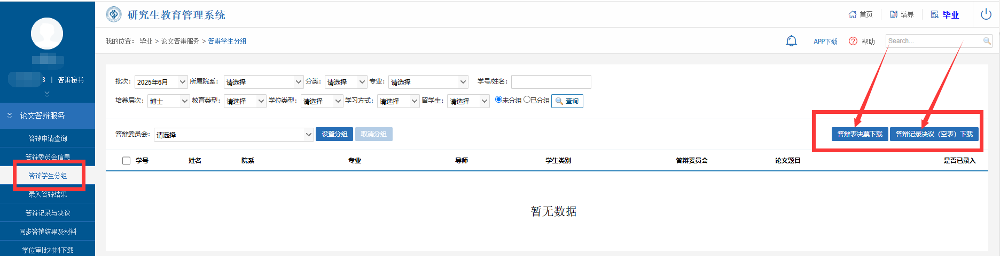 研究生教育管理系统
首页
培养
毕业
我的位置： 毕业 > 论文答辩服务 > 答辩学生分组
APP下载
帮助
Search...
3 | 答辩秘书
论文答辩服务
答辩申请查询
答辩委员会信息
答辩学生分组
录入答辩结果
答辩记录与决议
同步答辩结果及材料
学位审批材料下载
批次： 2025年6月 所属院系： 请选择 分类： 请选择 专业： 请选择 学号/姓名：
培养层次： 博士 教育类型： 请选择 学位类型： 请选择 学习方式： 请选择 留学生： 请选择 未分组 已分组 查询
答辩委员会： 请选择 设置分组 取消分组 答辩表决票下载 答辩记录决议（空表）下载
学号 姓名 院系 专业 导师 学生类别 答辩委员会 论文题目 是否已录入
暂无数据